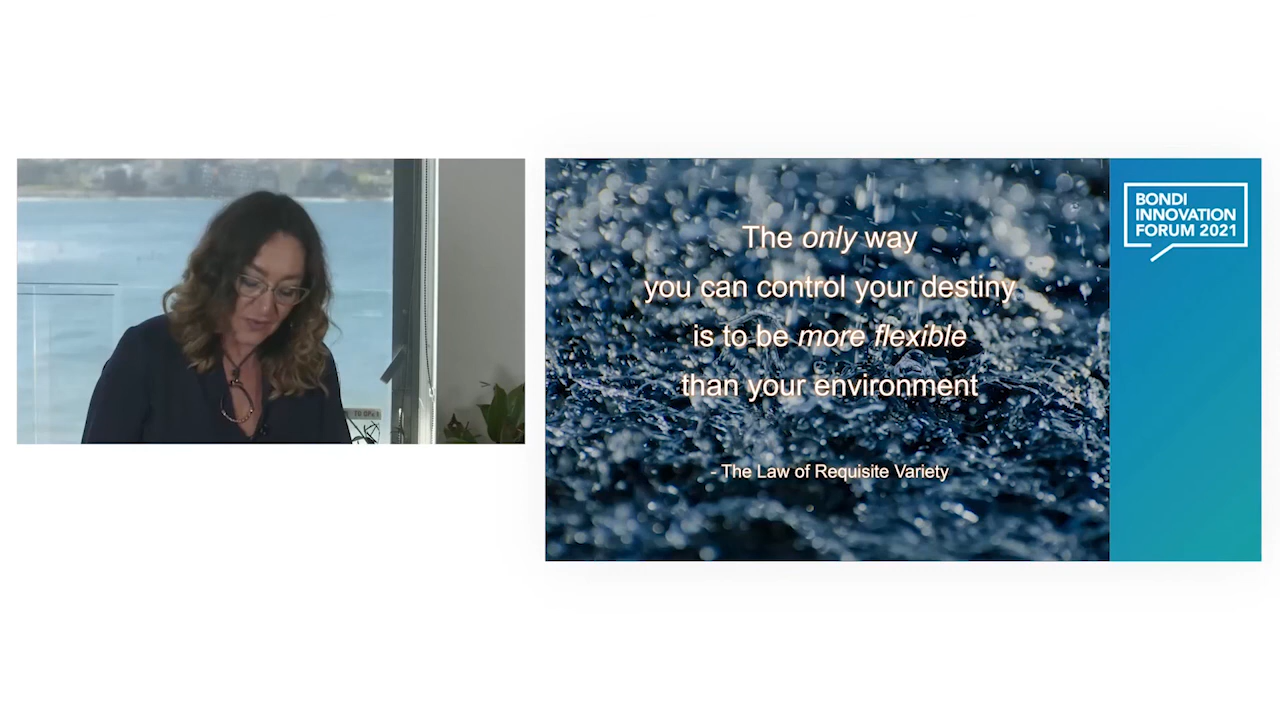 The only way
you can control your destiny
is to be more flexible
than your environment
- The Law of Requisite Variety
BONDI
INNOVATION
FORUM 2021